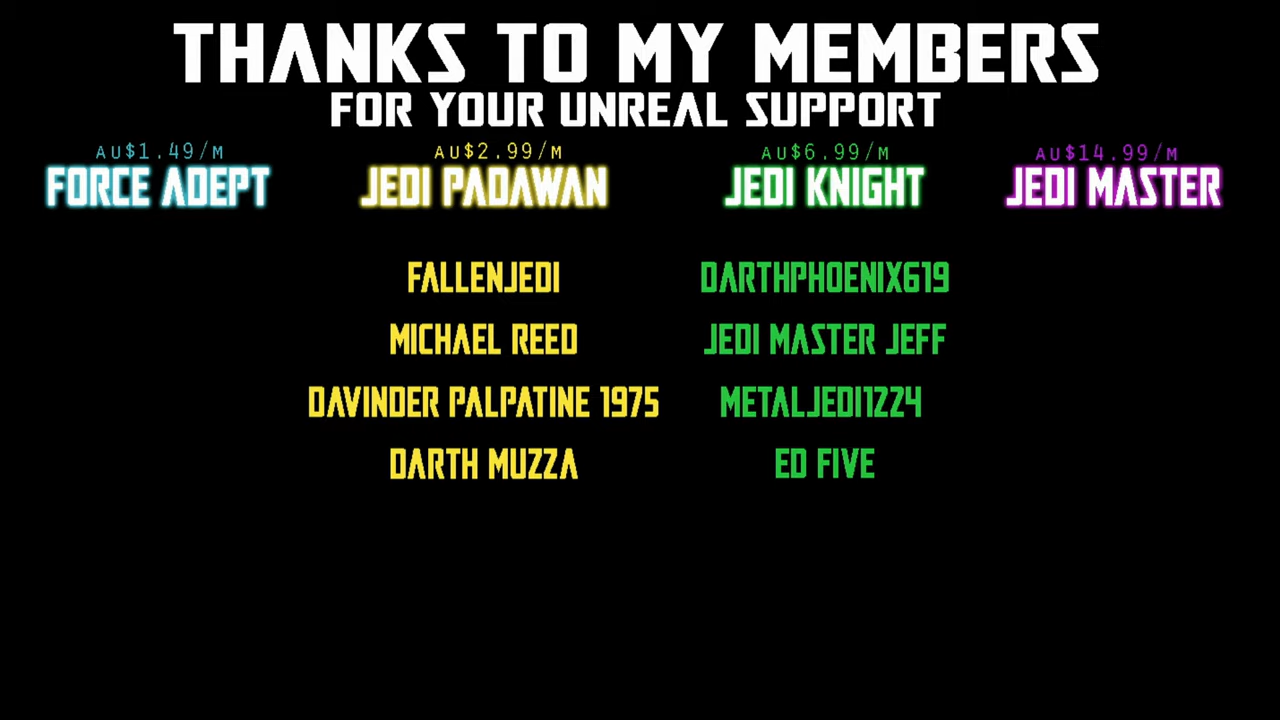 THANKS TO MY MEMBERS
FOR YOUR UNREAL SUPPORT
AU$1.49/M AU$2.99/M AU$6.99/M AU$14.99/M
FORCE ADEPT JEDI PADAWAN JEDI KNIGHT JEDI MASTER
FALLENJEDI DARTHPHOENIX619
MICHAEL REED JEDI MASTER JEFF
DAVINDER PALPATINE 1975 METALJEDI1224
DARTH MUZZA ED FIVE